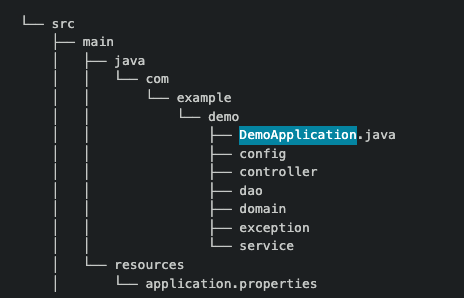 └── src
├── main
│ ├── java
│ │ └── com
│ │ └── example
│ │ └── demo
│ │ ├── DemoApplication.java
│ │ ├── config
│ │ ├── controller
│ │ ├── dao
│ │ ├── domain
│ │ ├── exception
│ │ └── service
│ └── resources
│ └── application.properties